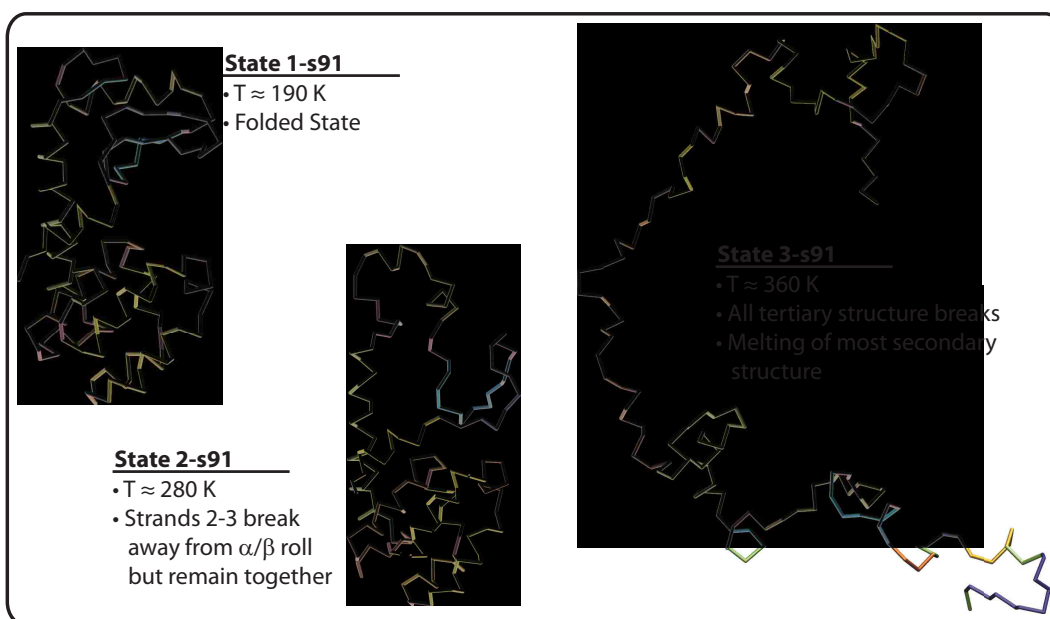 State 1-s91
• T ≈ 190 K
• Folded State
State 2-s91
• T ≈ 280 K
• Strands 2-3 break
away from α/β roll
but remain together
State 3-s91
• T ≈ 360 K
• All tertiary structure breaks
• Melting of most secondary
structure